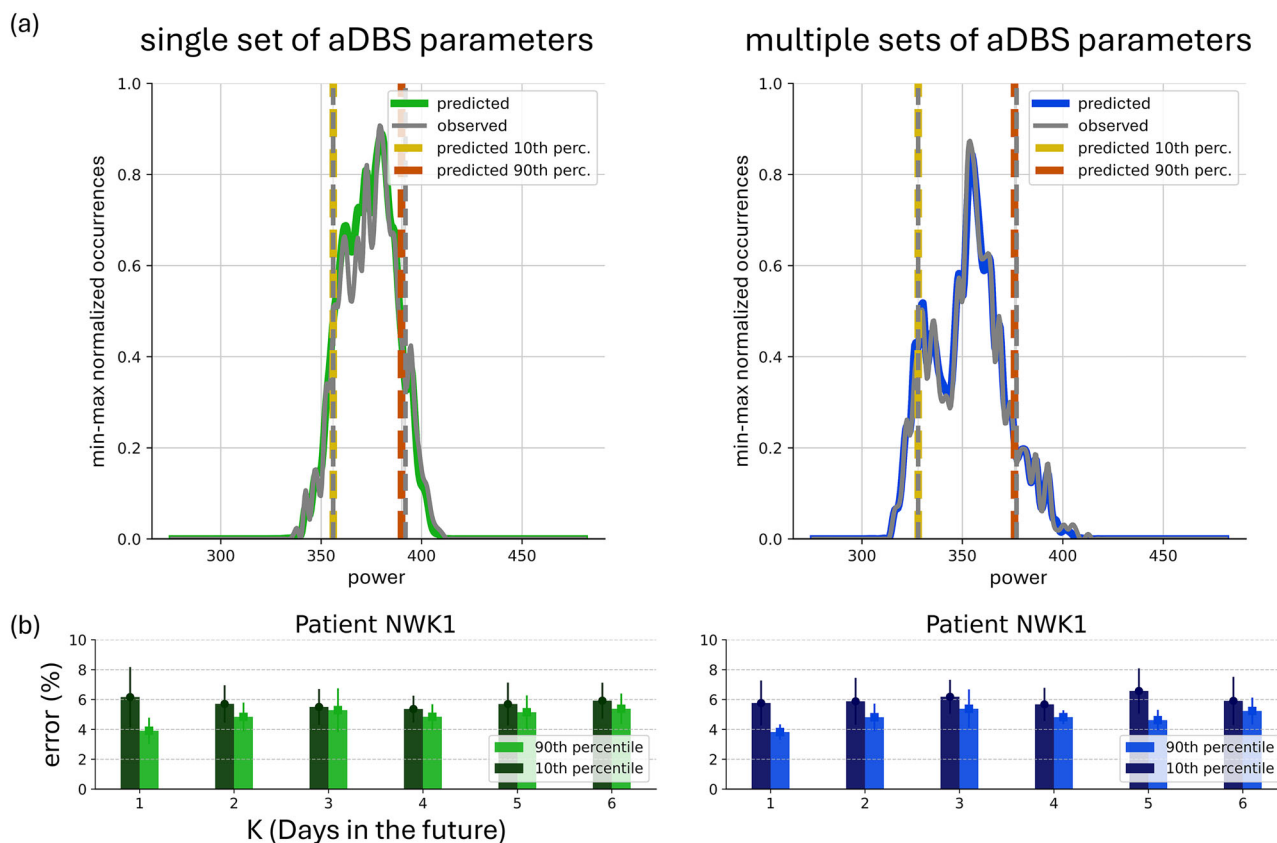 (a)
single set of aDBS parameters
1.0
0.8
0.6
0.4
0.2
0.0
min-max normalized occurrences
predicted
observed
predicted 10th perc.
predicted 90th perc.
300
350
400
450
power
multiple sets of aDBS parameters
1.0
0.8
0.6
0.4
0.2
0.0
min-max normalized occurrences
predicted
observed
predicted 10th perc.
predicted 90th perc.
300
350
400
450
power
(b)
Patient NWK1
10
8
6
4
2
0
error (%)
90th percentile
10th percentile
1
2
3
4
5
6
K (Days in the future)
Patient NWK1
10
8
6
4
2
0
90th percentile
10th percentile
1
2
3
4
5
6